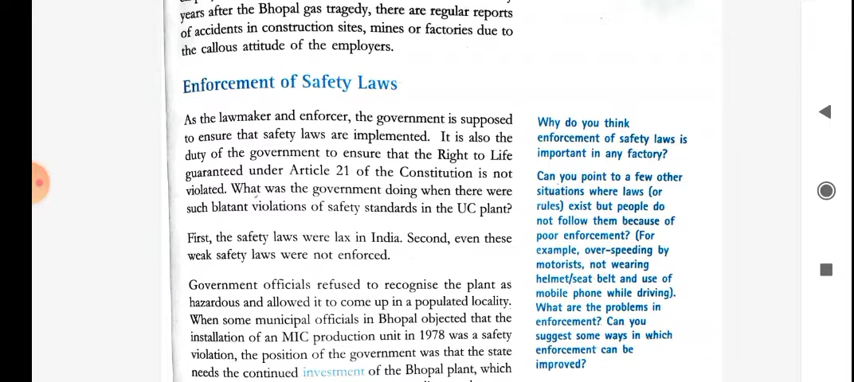 years after the Bhopal gas tragedy, there are regular reports
of accidents in construction sites, mines or factories due to
the callous attitude of the employers.
Enforcement of Safety Laws
As the lawmaker and enforcer, the government is supposed
to ensure that safety laws are implemented. It is also the
duty of the government to ensure that the Right to Life
guaranteed under Article 21 of the Constitution is not
violated. What was the government doing when there were
such blatant violations of safety standards in the UC plant?
First, the safety laws were lax in India. Second, even these
weak safety laws were not enforced.
Government officials refused to recognise the plant as
hazardous and allowed it to come up in a populated locality.
When some municipal officials in Bhopal objected that the
installation of an MIC production unit in 1978 was a safety
violation, the position of the government was that the state
needs the continued investment of the Bhopal plant, which
Why do you think
enforcement of safety laws is
important in any factory?
Can you point to a few other
situations where laws (or
rules) exist but people do
not follow them because of
poor enforcement? (For
example, over-speeding by
motorists, not wearing
helmet/seat belt and use of
mobile phone while driving).
What are the problems in
enforcement? Can you
suggest some ways in which
enforcement can be
improved?